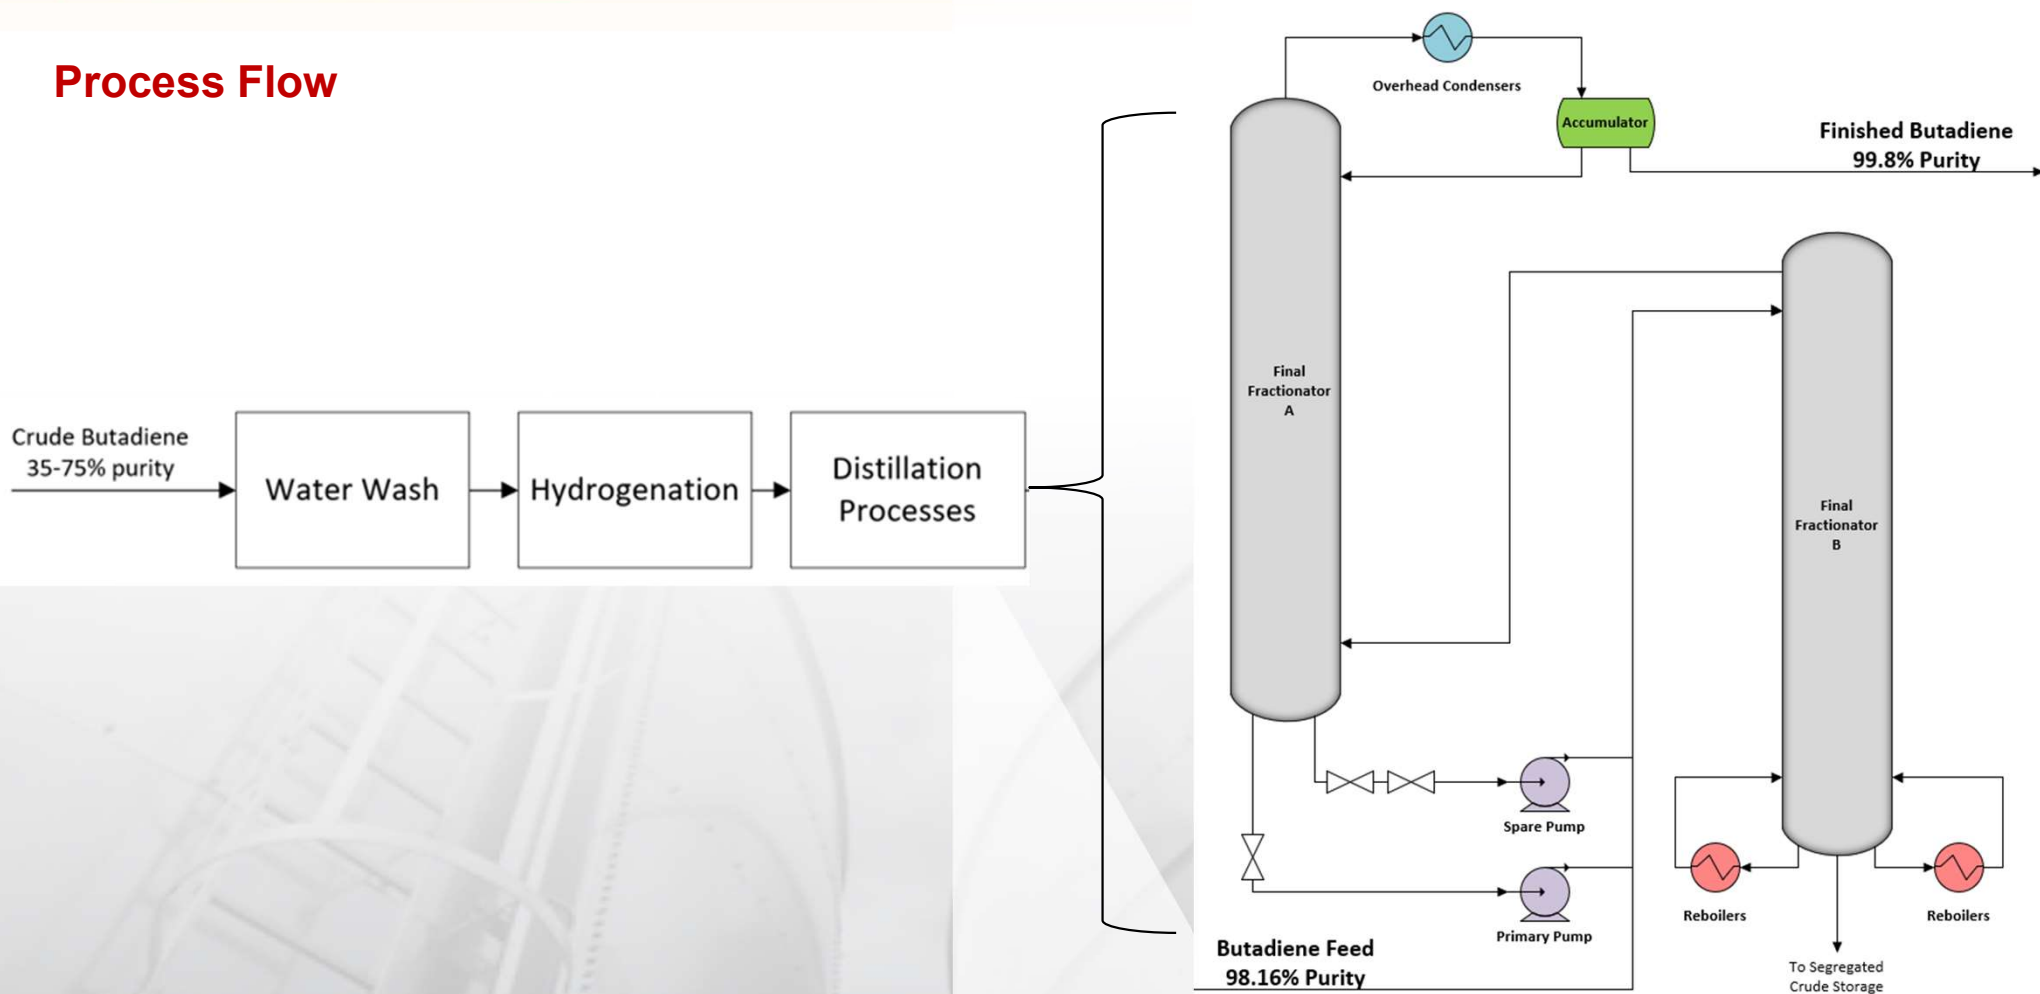 Process Flow
Crude Butadiene
35-75% purity
Water Wash
Hydrogenation
Distillation
Processes
Overhead Condensers
Accumulator
Finished Butadiene
99.8% Purity
Final
Fractionator
A
Final
Fractionator
B
Spare Pump
Primary Pump
Reboilers
Reboilers
Butadiene Feed
98.16% Purity
To Segregated
Crude Storage